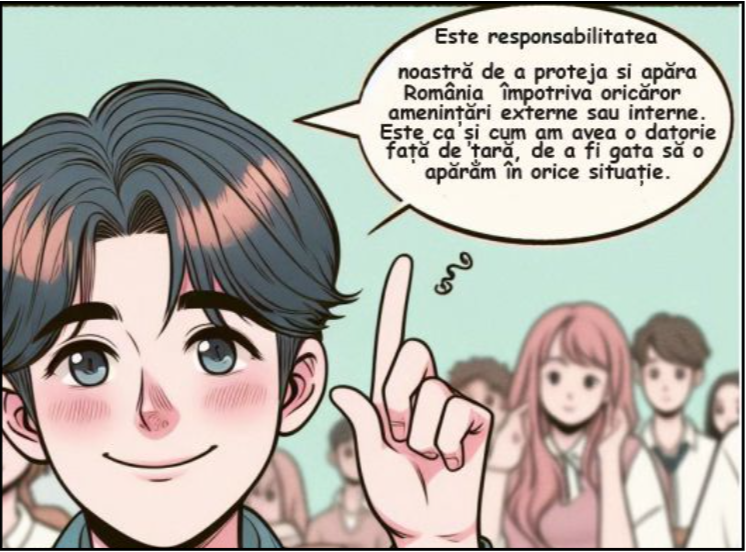 Este responsabilitatea
noastră de a proteja si apăra
România împotriva oricăror
amenințări externe sau interne.
Este ca și cum am avea o datorie
față de țară, de a fi gata să o
apărăm în orice situație.